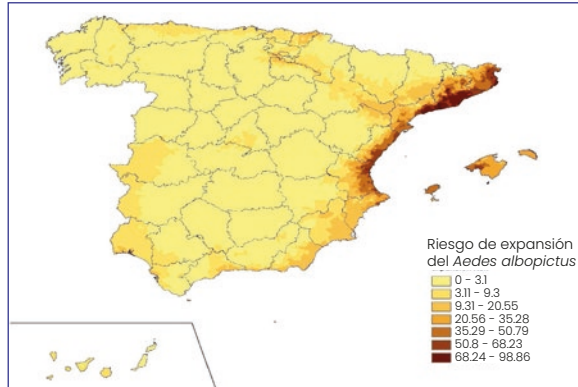 Riesgo de expansión
del Aedes albopictus
0 - 3.1
3.11 - 9.3
9.31 - 20.55
20.56 - 35.28
35.29 - 50.79
50.8 - 68.23
68.24 - 98.86